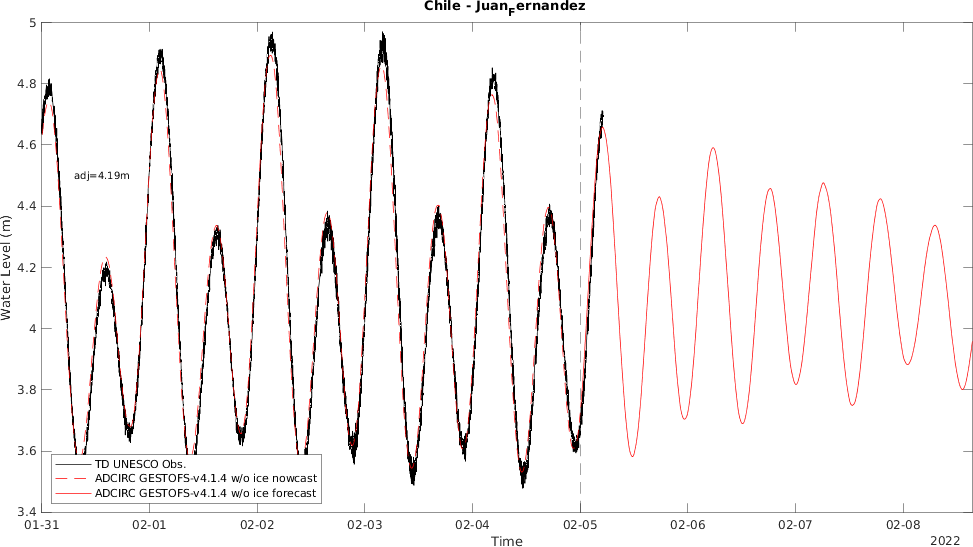 Chile - Juan_Fernandez
5
4.8
4.6
4.4
4.2
4
3.8
3.6
3.4
Water Level (m)
adj=4.19m
TD UNESCO Obs.
ADCIRC GESTOFS-v4.1.4 w/o ice nowcast
ADCIRC GESTOFS-v4.1.4 w/o ice forecast
01-31 02-01 02-02 02-03 02-04 02-05 02-06 02-07 02-08
Time
2022